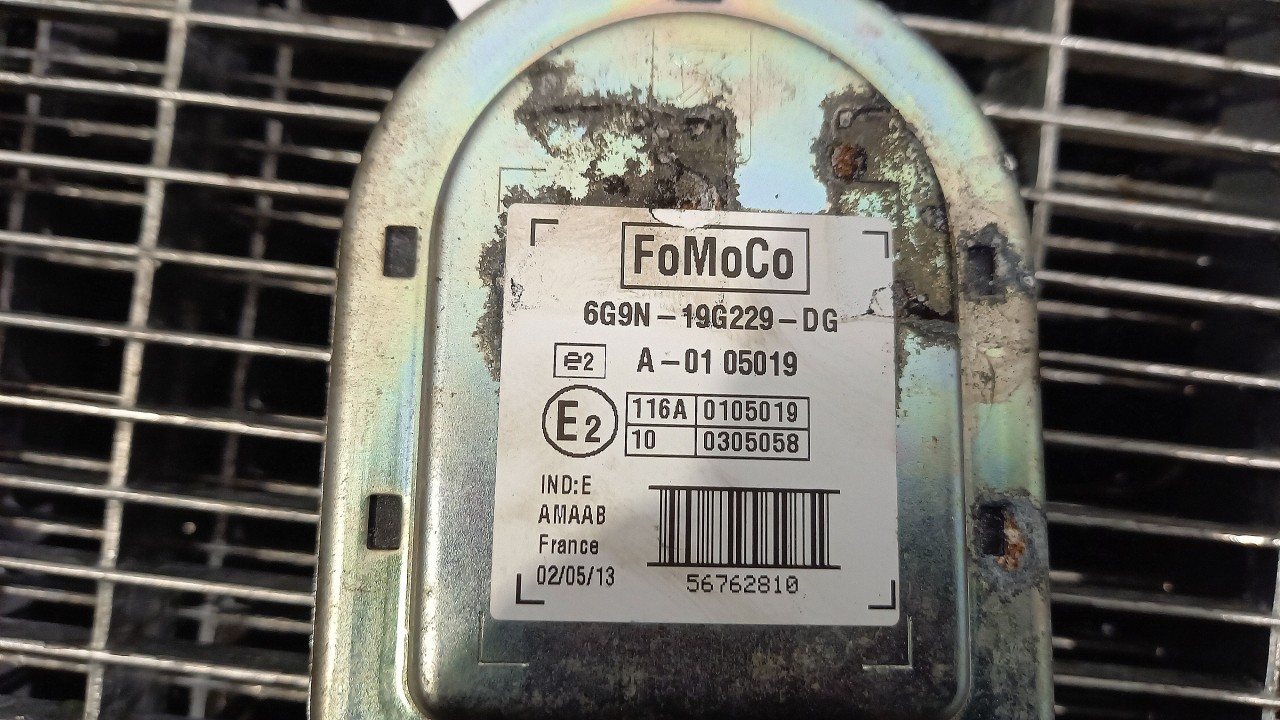 FoMoCo
6G9N-19G229-DG
e2 A-01 05019
E2 116A 0105019
10 0305058
IND:E
AMAAB
France
02/05/13
56762810